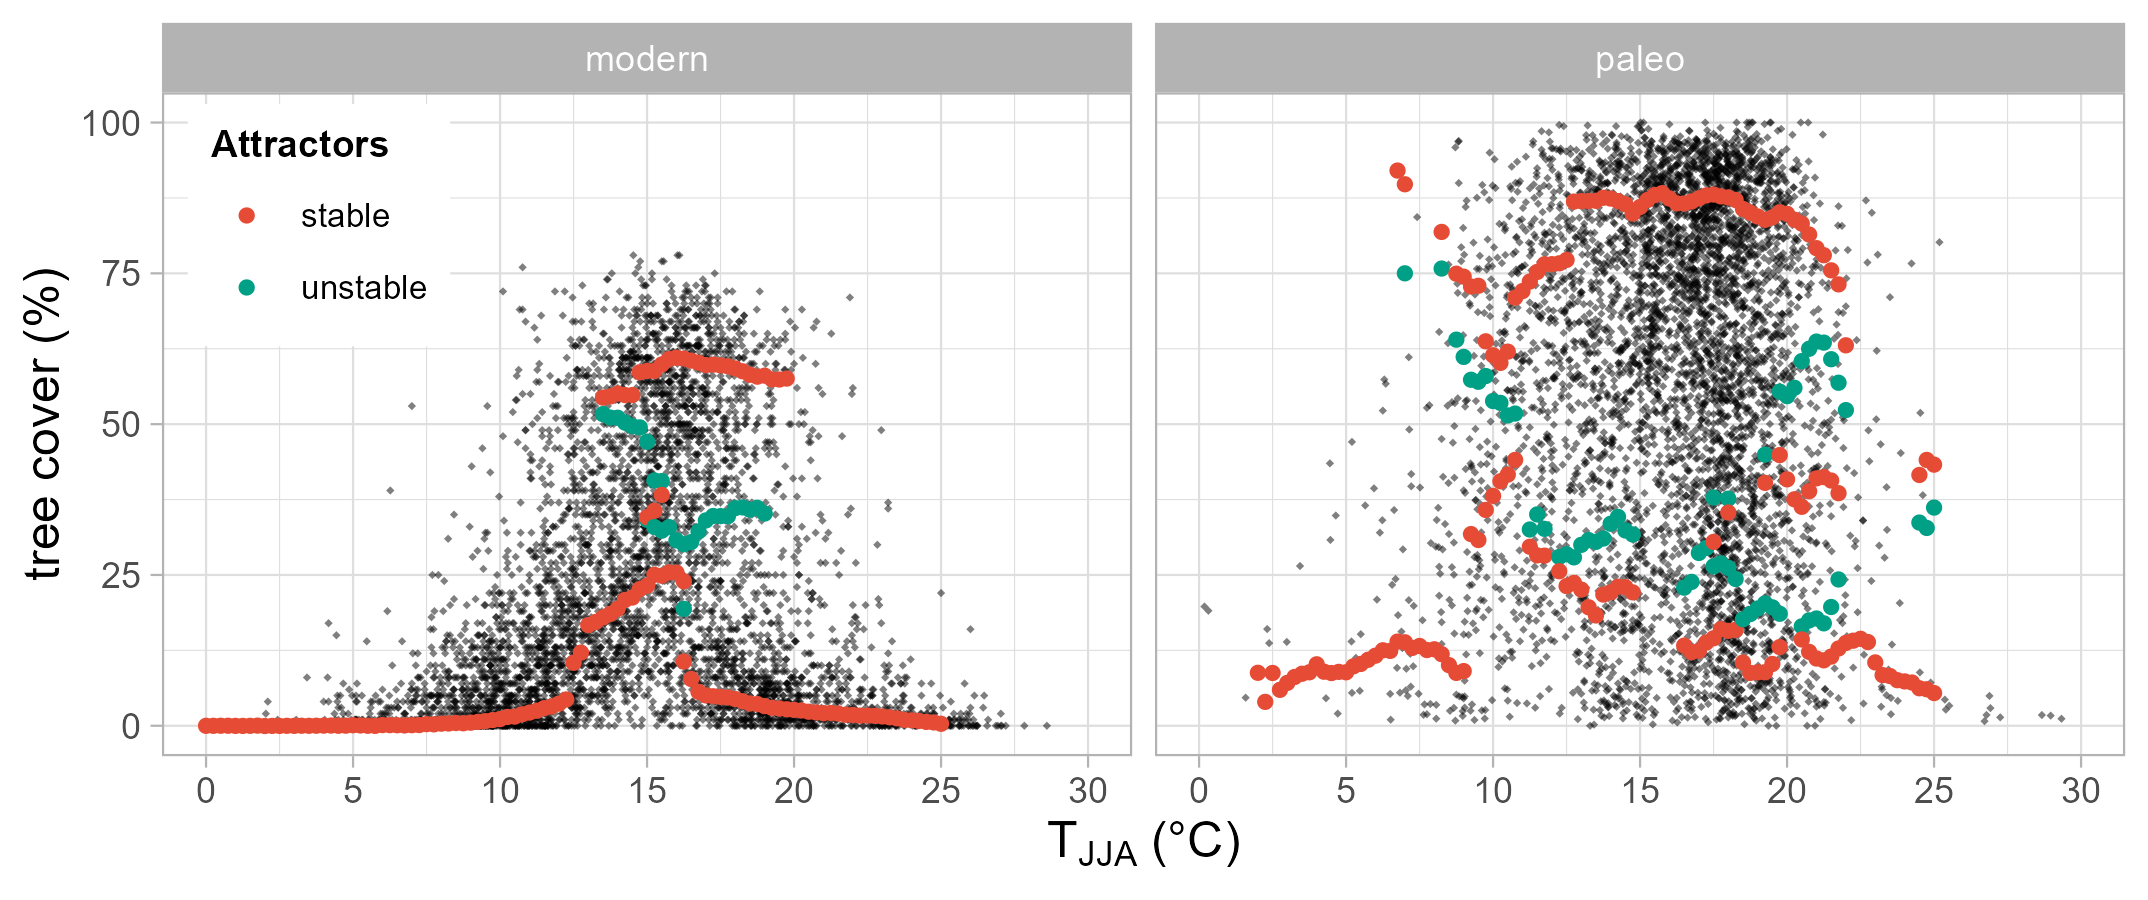 modern paleo
Attractors
stable
unstable
100
75
50
25
0
tree cover (%)
0 5 10 15 20 25 30 0 5 10 15 20 25 30
T_JJA (°C)